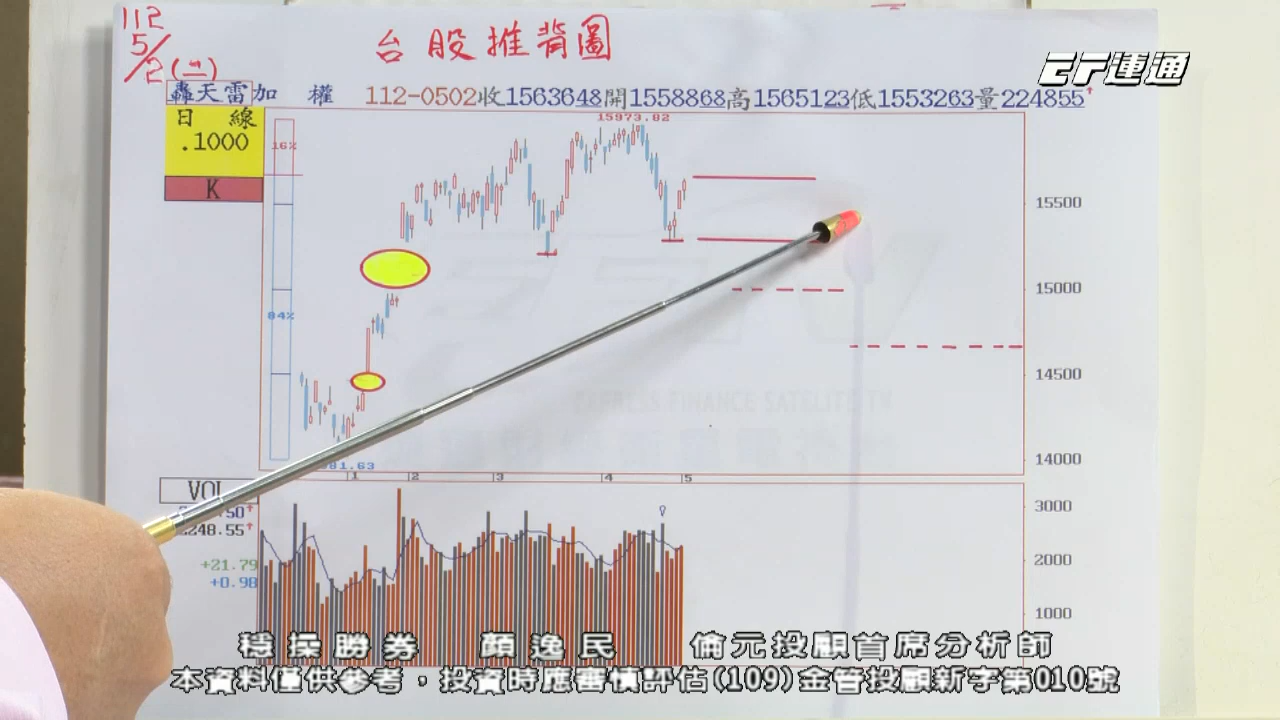 112
5/2(二)
台股推背圖
EF運通
轟天雷加 權 112-0502收1563648開1558868高1565123低1553263量224855↑
日 線
.1000
K
16%
84%
15973.82
15500
15000
14500
14000
81.63
1 2 3 4 5
VOL
50↑
248.55↑
+21.79
+0.98
3000
2000
1000
EXPRESS FINANCE SATELITE TV
穩操勝券 顏逸民 倫元投顧首席分析師
本資料僅供參考，投資時應審慎評估(109)金管投顧新字第010號